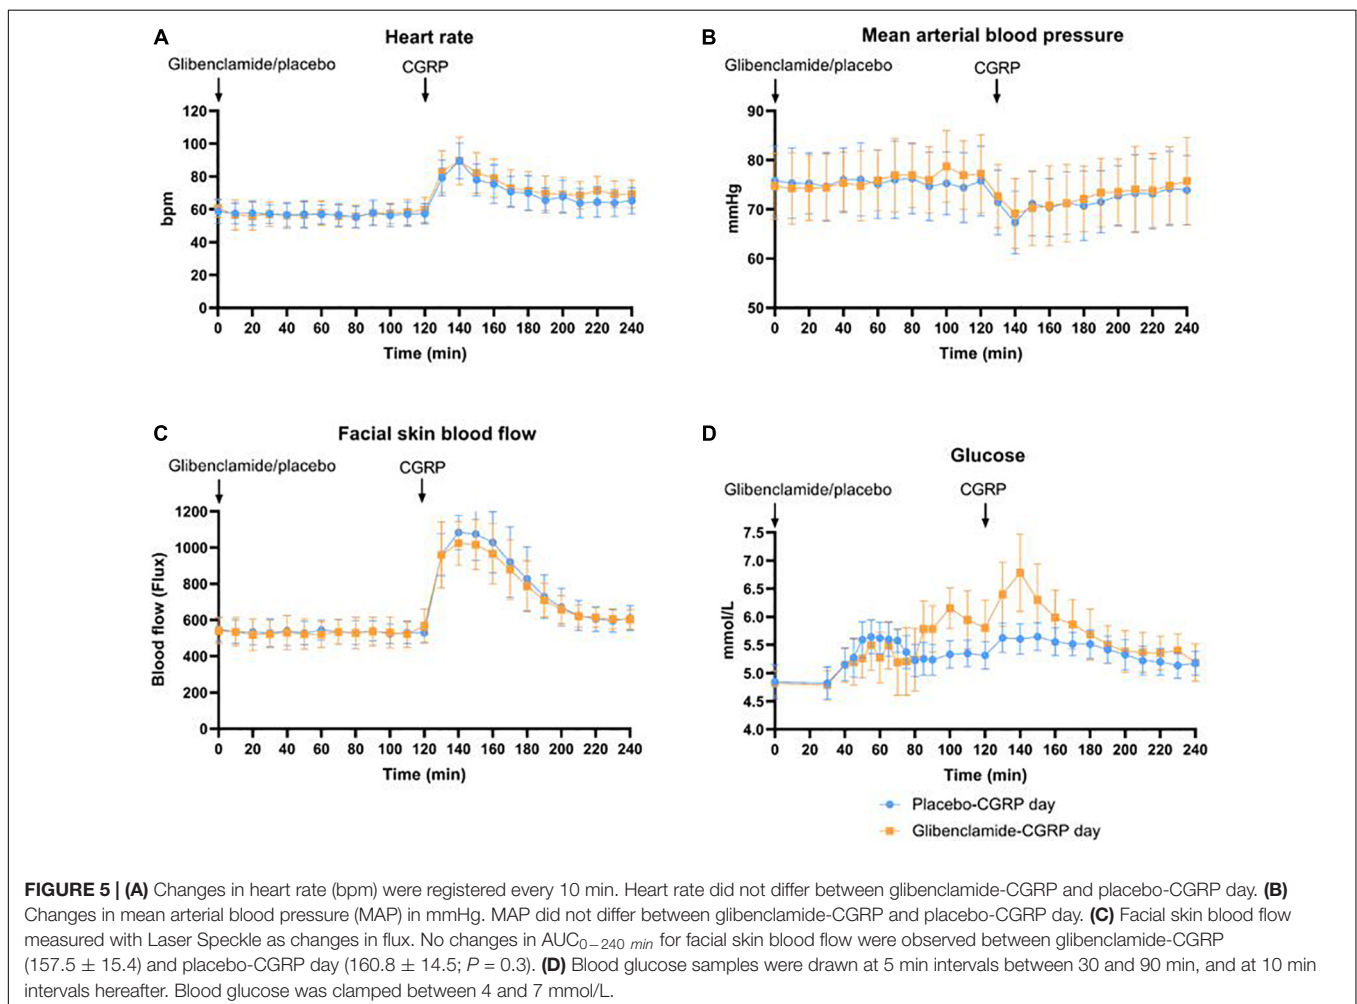 A
Heart rate
Glibenclamide/placebo
CGRP
120
100
80
60
40
20
0
bpm
0 20 40 60 80 100 120 140 160 180 200 220 240
Time (min)
B
Mean arterial blood pressure
Glibenclamide/placebo
CGRP
90
80
70
60
50
mmHg
0 20 40 60 80 100 120 140 160 180 200 220 240
Time (min)
C
Facial skin blood flow
Glibenclamide/placebo
CGRP
1200
1000
800
600
400
200
0
Blood flow (Flux)
0 20 40 60 80 100 120 140 160 180 200 220 240
Time (min)
D
Glucose
Glibenclamide/placebo
CGRP
7.5
7.0
6.5
6.0
5.5
5.0
4.5
4.0
mmol/L
0 20 40 60 80 100 120 140 160 180 200 220 240
Time (min)
Placebo-CGRP day
Glibenclamide-CGRP day
FIGURE 5 | (A) Changes in heart rate (bpm) were registered every 10 min. Heart rate did not differ between glibenclamide-CGRP and placebo-CGRP day. (B)
Changes in mean arterial blood pressure (MAP) in mmHg. MAP did not differ between glibenclamide-CGRP and placebo-CGRP day. (C) Facial skin blood flow
measured with Laser Speckle as changes in flux. No changes in AUC0−240 min for facial skin blood flow were observed between glibenclamide-CGRP
(157.5 ± 15.4) and placebo-CGRP day (160.8 ± 14.5; P = 0.3). (D) Blood glucose samples were drawn at 5 min intervals between 30 and 90 min, and at 10 min
intervals hereafter. Blood glucose was clamped between 4 and 7 mmol/L.